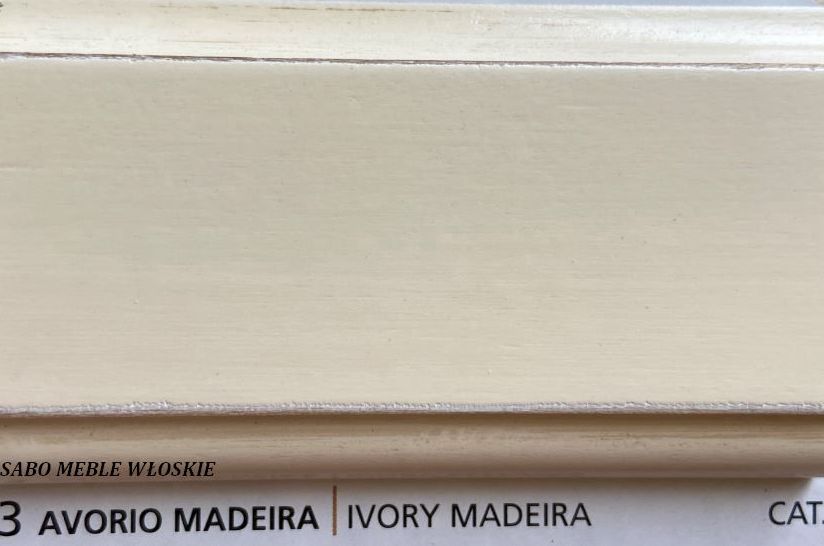 SABO MEBLE WŁOSKIE
3 AVORIO MADEIRA | IVORY MADEIRA CAT.